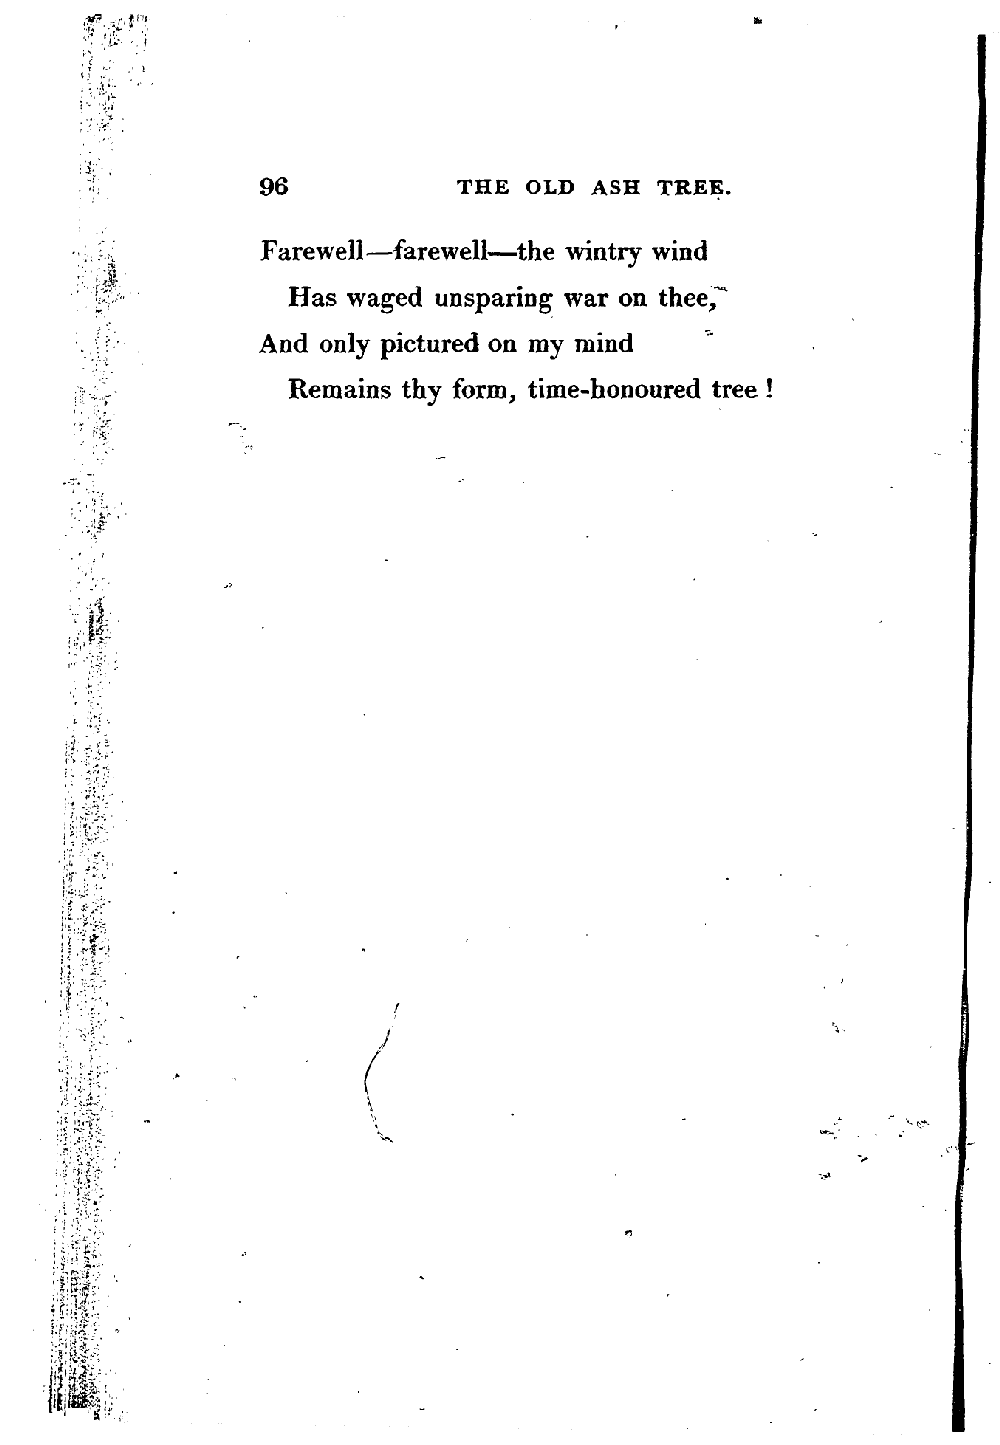 96 THE OLD ASH TREE.
Farewell—farewell—the wintry wind
Has waged unsparing war on thee,
And only pictured on my mind
Remains thy form, time-honoured tree !